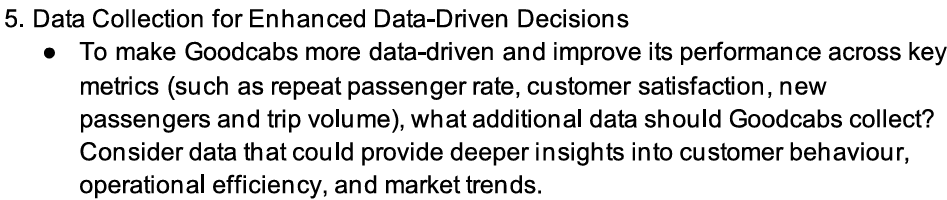 5. Data Collection for Enhanced Data-Driven Decisions
● To make Goodcabs more data-driven and improve its performance across key
metrics (such as repeat passenger rate, customer satisfaction, new
passengers and trip volume), what additional data should Goodcabs collect?
Consider data that could provide deeper insights into customer behaviour,
operational efficiency, and market trends.